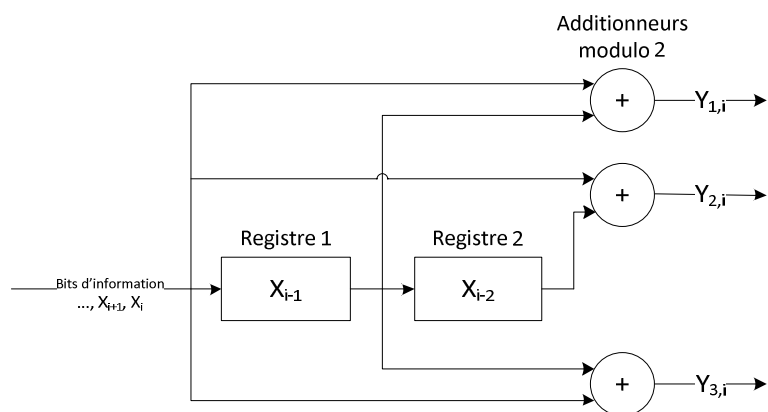 Additionneurs
modulo 2
+
Y1,i
+
Y2,i
Registre 1
Registre 2
Bits d'information
..., Xi+1, Xi
Xi-1
Xi-2
+
Y3,i